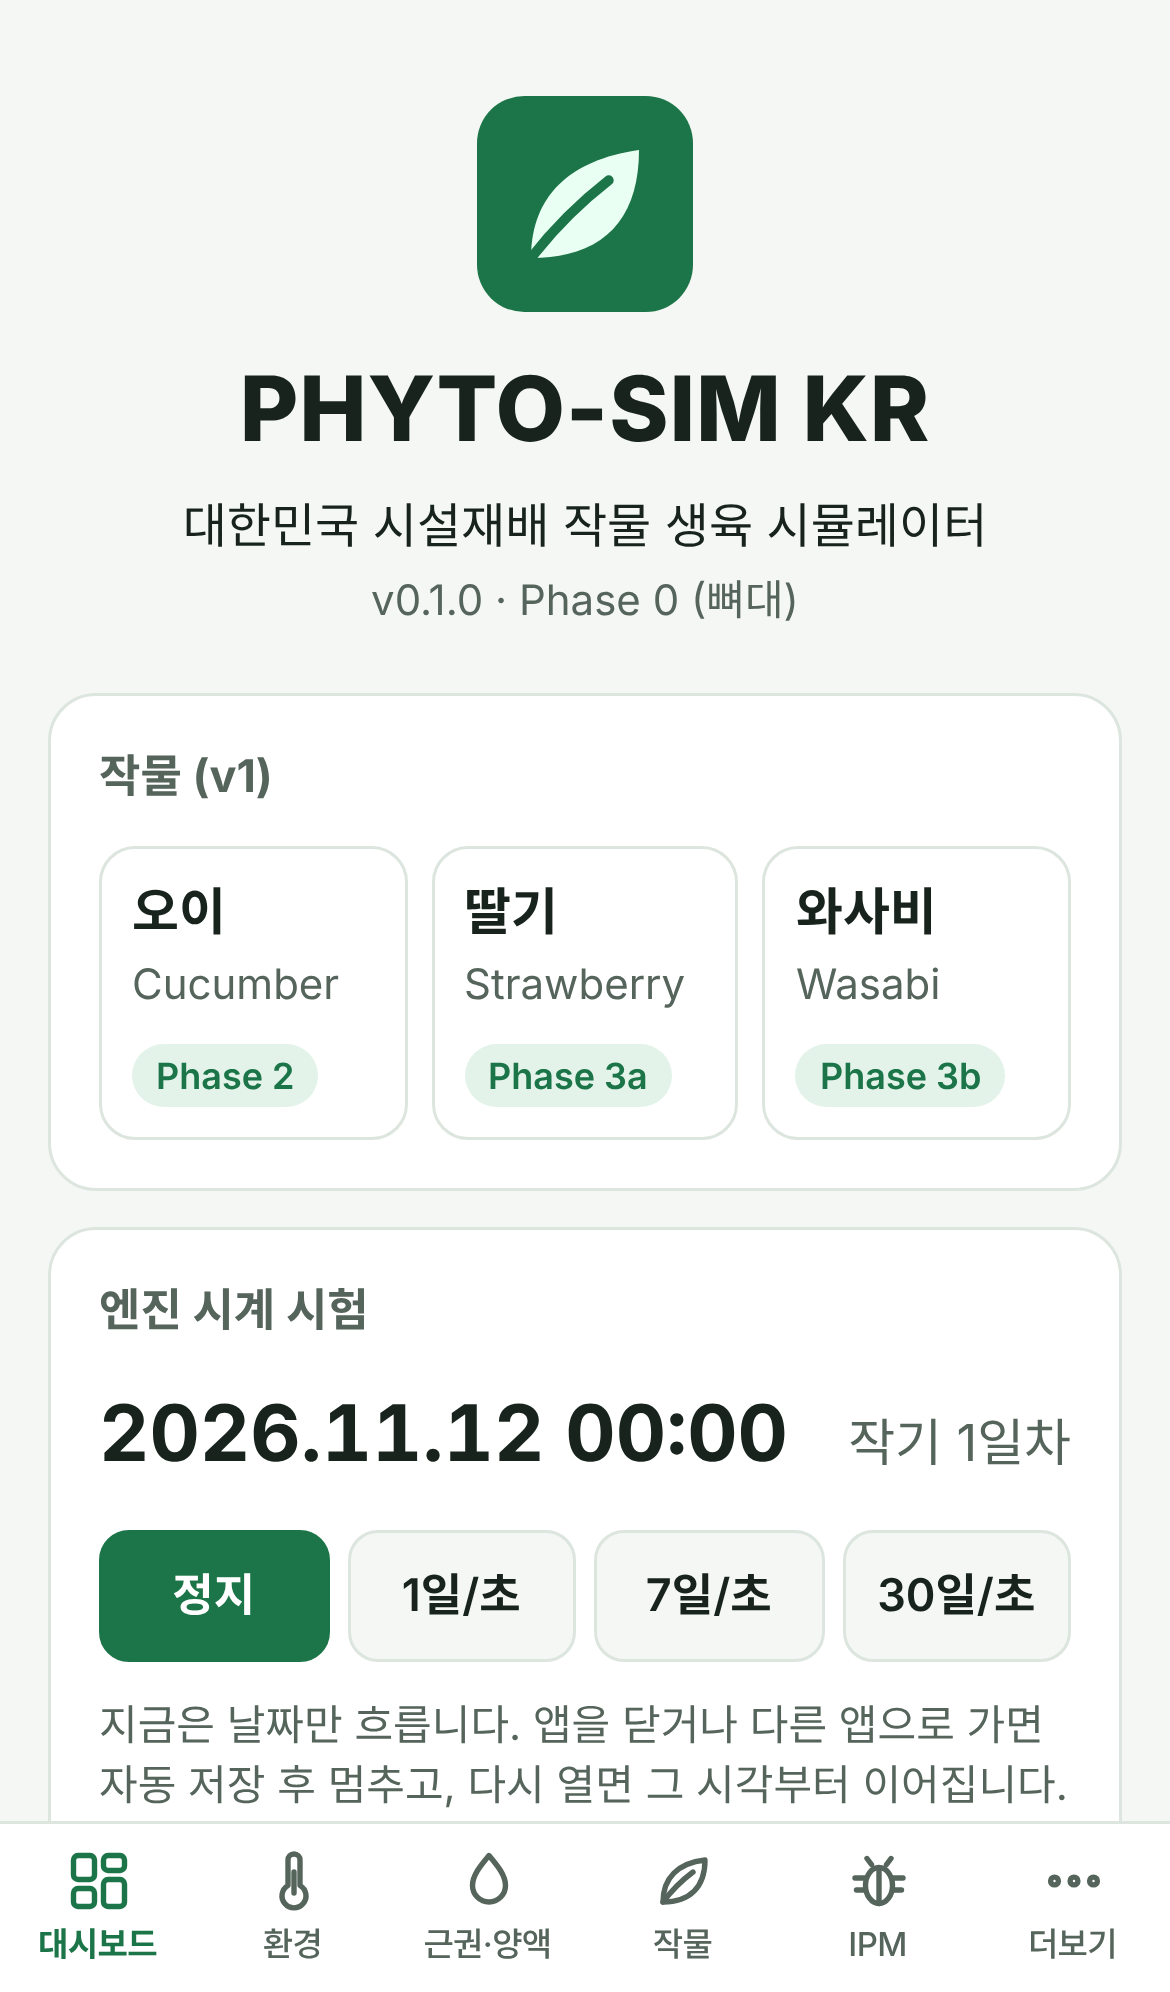 PHYTO-SIM KR
대한민국 시설재배 작물 생육 시뮬레이터
v0.1.0 · Phase 0 (뼈대)
작물 (v1)
오이
Cucumber
Phase 2
딸기
Strawberry
Phase 3a
와사비
Wasabi
Phase 3b
엔진 시계 시험
2026.11.12 00:00 작기 1일차
정지 1일/초 7일/초 30일/초
지금은 날짜만 흐릅니다. 앱을 닫거나 다른 앱으로 가면
자동 저장 후 멈추고, 다시 열면 그 시각부터 이어집니다.
대시보드 환경 근권·양액 작물 IPM 더보기